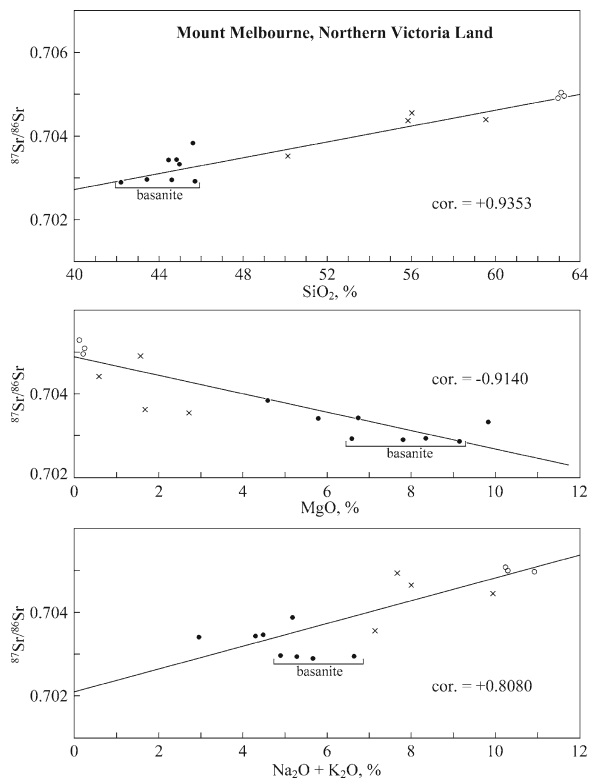 Mount Melbourne, Northern Victoria Land
0.706
0.704
0.702
⁸⁷Sr/⁸⁶Sr
basanite
cor. = +0.9353
40 44 48 52 56 60 64
SiO₂, %
0.704
0.702
⁸⁷Sr/⁸⁶Sr
cor. = -0.9140
basanite
0 2 4 6 8 10 12
MgO, %
0.704
0.702
⁸⁷Sr/⁸⁶Sr
basanite
cor. = +0.8080
0 2 4 6 8 10 12
Na₂O + K₂O, %